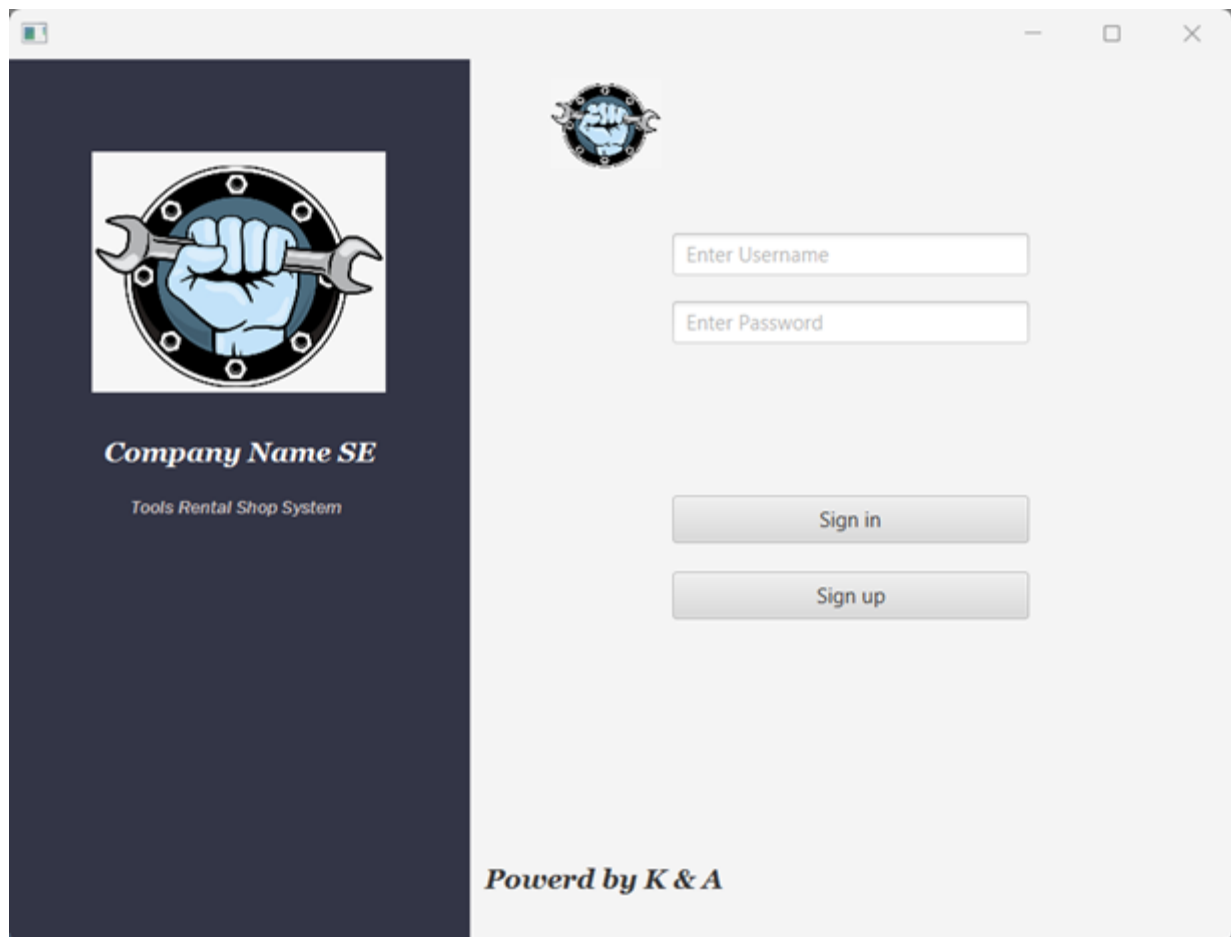 Company Name SE
Tools Rental Shop System
Enter Username
Enter Password
Sign in
Sign up
Powerd by K & A